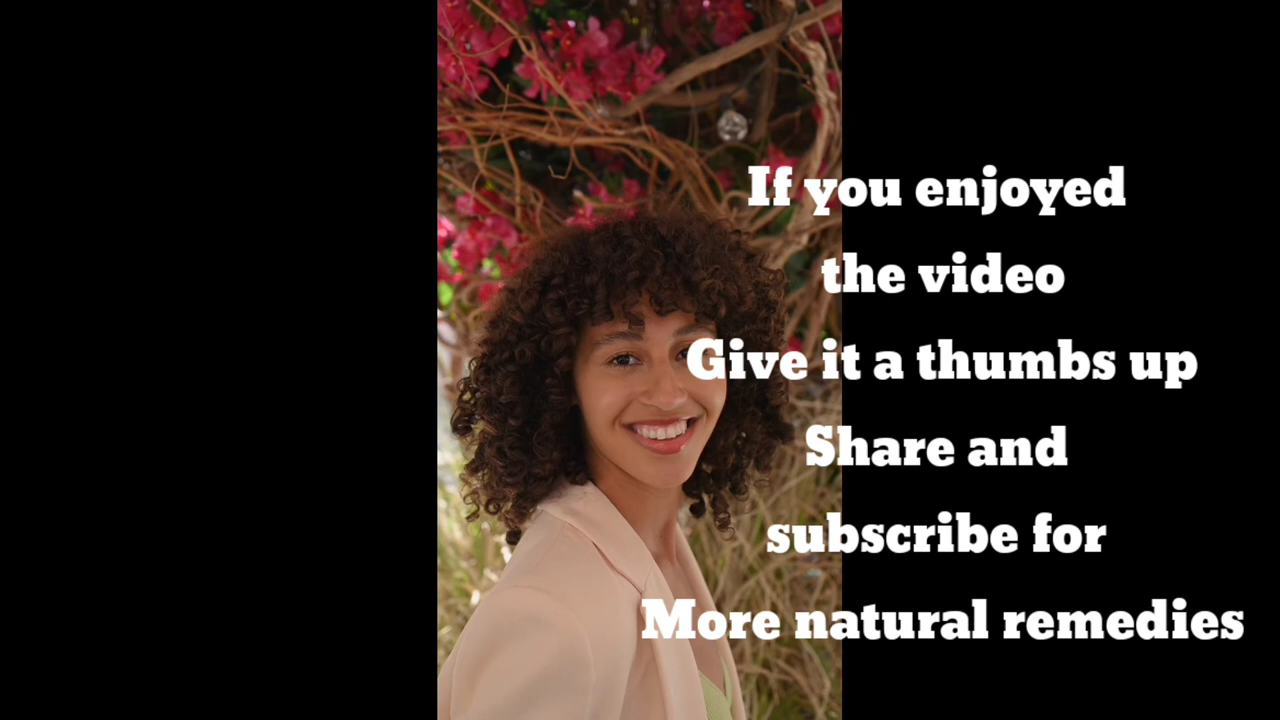 If you enjoyed
the video
Give it a thumbs up
Share and
subscribe for
More natural remedies